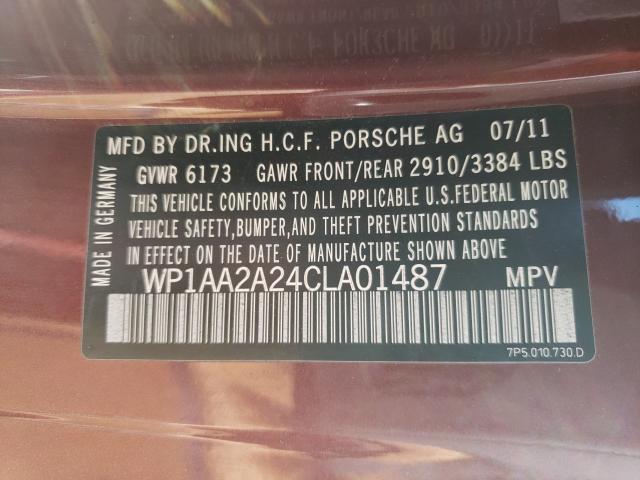 MFD BY DR.ING H.C.F. PORSCHE AG 07/11
GVWR 6173 GAWR FRONT/REAR 2910/3384 LBS
THIS VEHICLE CONFORMS TO ALL APPLICABLE U.S.FEDERAL MOTOR
VEHICLE SAFETY,BUMPER,AND THEFT PREVENTION STANDARDS
IN EFFECT ON THE DATE OF MANUFACTURE SHOWN ABOVE.
WP1AA2A24CLA01487 MPV
7P5.010.730.D
MADE IN GERMANY